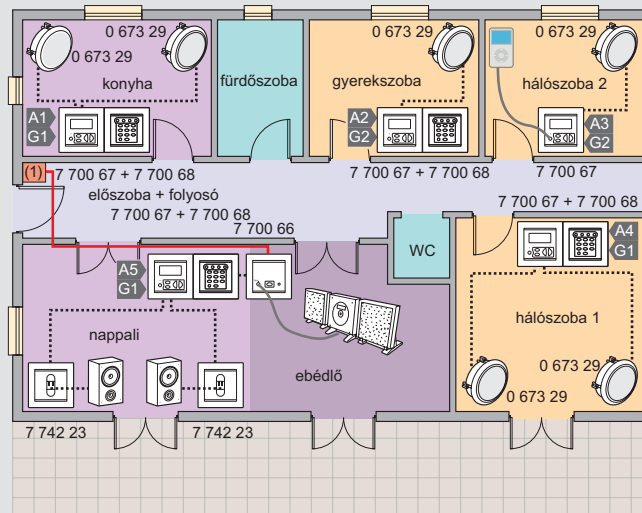 0 673 29
0 673 29
0 673 29
0 673 29
konyha
fürdőszoba
gyerekszoba
hálószoba 2
A1
G1
A2
G2
A3
G2
(1)
7 700 67 + 7 700 68
7 700 67 + 7 700 68
7 700 67
előszoba + folyosó
7 700 67 + 7 700 68
7 700 67 + 7 700 68
7 700 66
WC
A4
G1
A5
G1
nappali
ebédlő
hálószoba 1
0 673 29
0 673 29
7 742 23
7 742 23